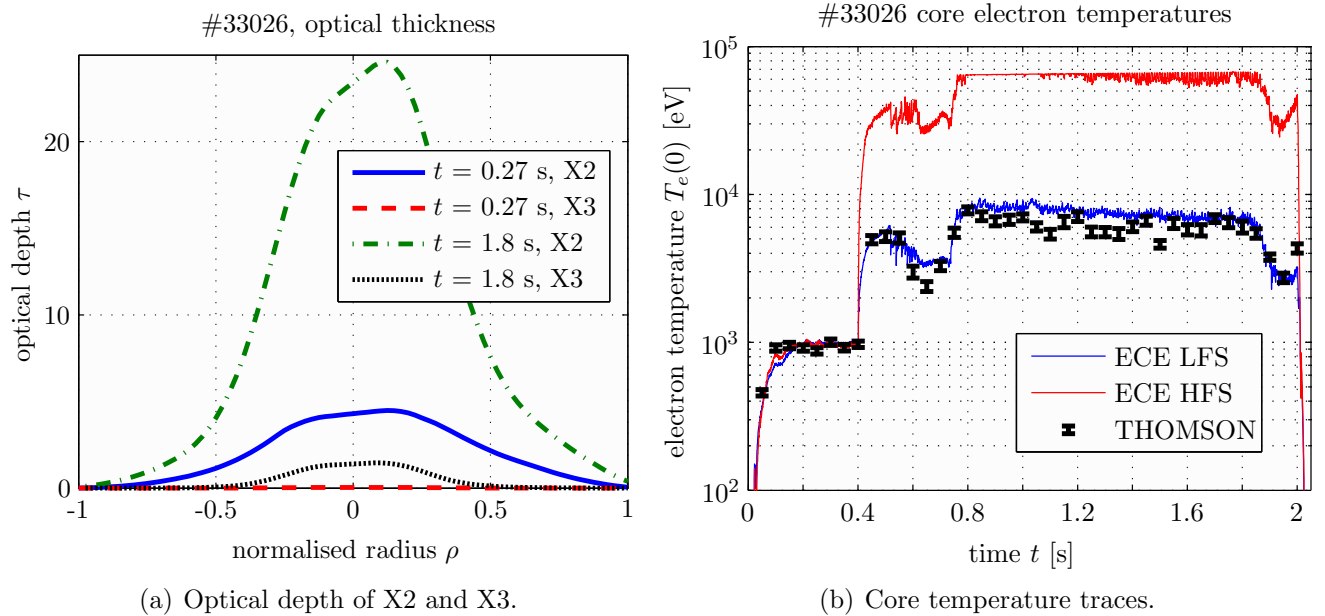 #33026, optical thickness
optical depth τ
20
10
0
-1
-0.5
0
0.5
1
t = 0.27 s, X2
t = 0.27 s, X3
t = 1.8 s, X2
t = 1.8 s, X3
normalised radius ρ
(a) Optical depth of X2 and X3.
#33026 core electron temperatures
electron temperature Te(0) [eV]
10^5
10^4
10^3
10^2
0
0.4
0.8
1.2
1.6
2
ECE LFS
ECE HFS
THOMSON
time t [s]
(b) Core temperature traces.